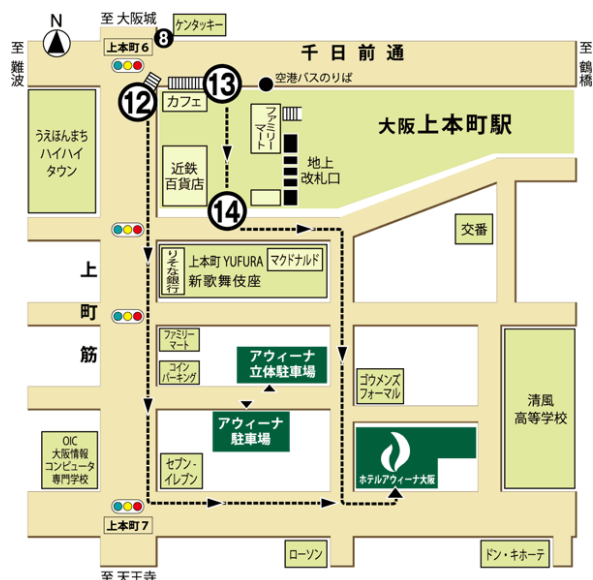 至 大阪城
ケンタッキー
N
8
上本町6
千日前通
至 難波
至 鶴橋
12
13
空港バスのりば
カフェ
ファミリー
マート
大阪上本町駅
うえほんまち
ハイハイ
タウン
近鉄
百貨店
地上
改札口
14
交番
りそな銀行
上本町 YUFURA
新歌舞伎座
マクドナルド
上町筋
ファミリー
マート
コイン
パーキング
アウィーナ
立体駐車場
ゴウメンズ
フォーマル
清風
高等学校
アウィーナ
駐車場
OIC
大阪情報
コンピュータ
専門学校
セブン-
イレブン
ホテルアウィーナ大阪
上本町7
ローソン
ドン・キホーテ
至 天王寺